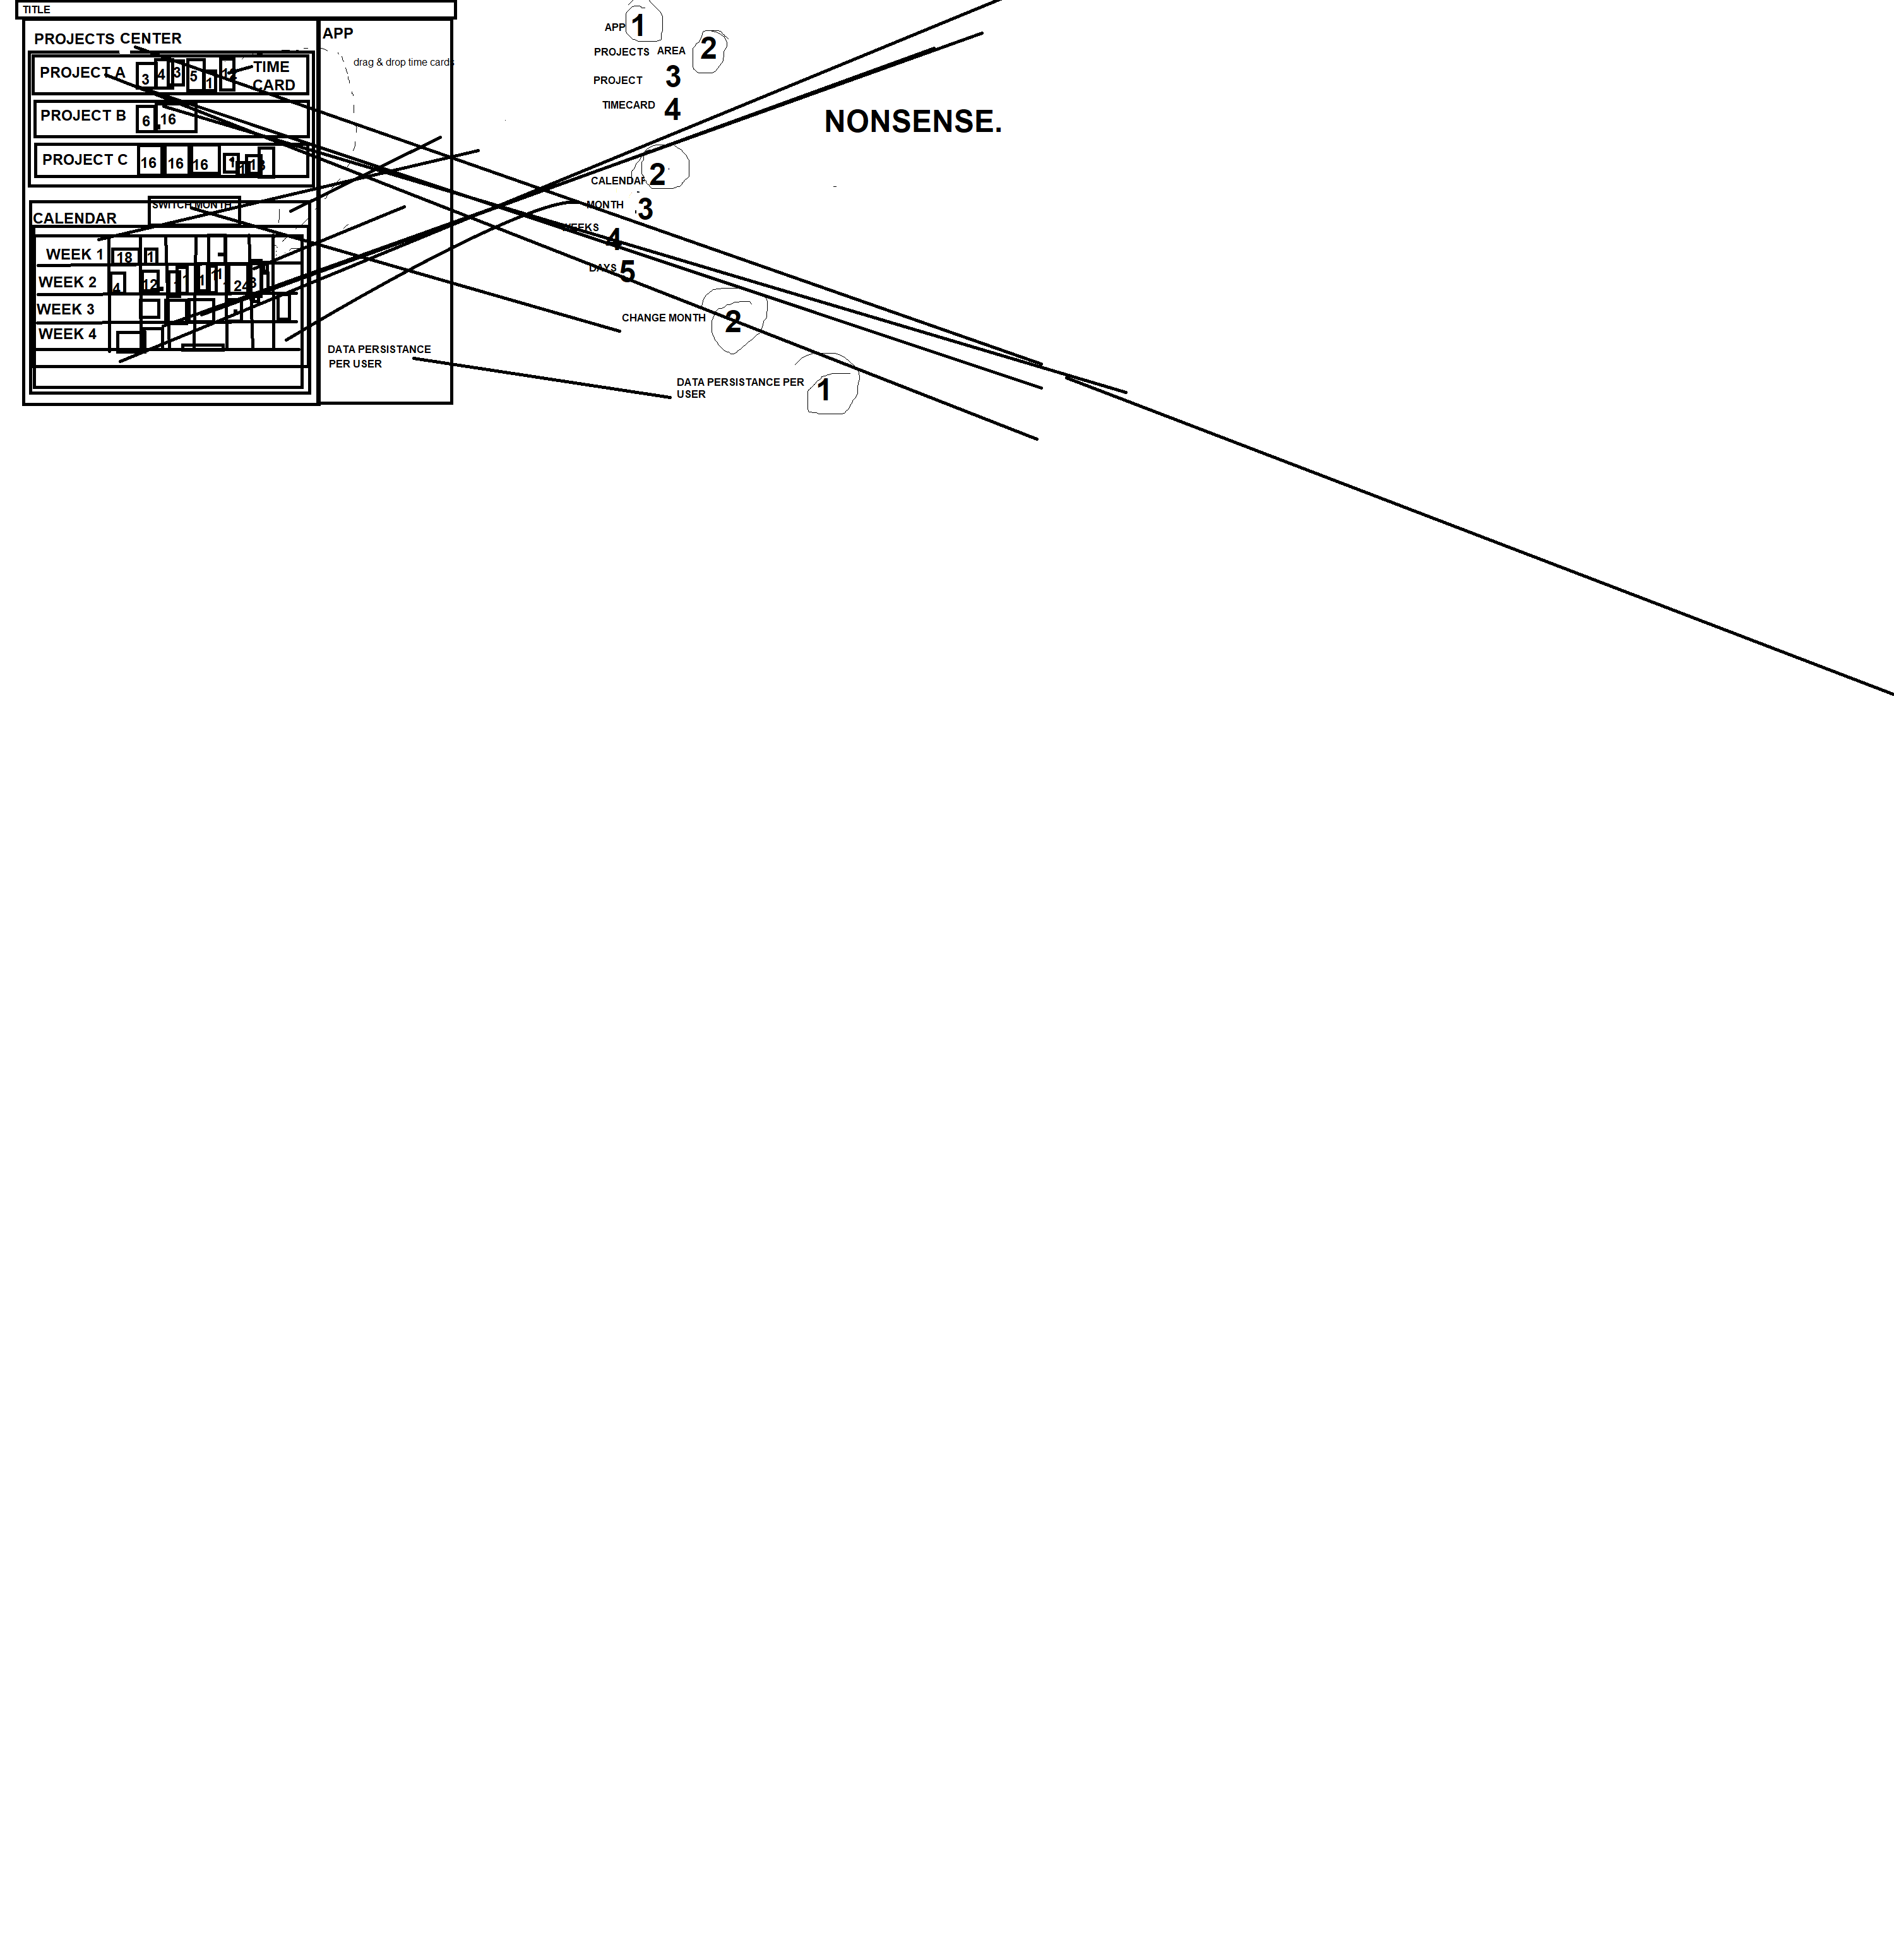 TITLE
PROJECTS CENTER
APP
drag & drop time cards
PROJECT A 3 4 3 5 1 12 TIME
CARD
PROJECT B 6 16
PROJECT C 16 16 16 1 1 1 3
SWITCH MONTH
CALENDAR
WEEK 1 18 1
WEEK 2 4 12 1 1 1 1 24 3
WEEK 3
WEEK 4
DATA PERSISTANCE
PER USER
APP 1
PROJECTS AREA 2
PROJECT 3
TIMECARD 4
NONSENSE.
CALENDAR 2
MONTH 3
WEEKS 4
DAYS 5
CHANGE MONTH 2
DATA PERSISTANCE PER
USER 1